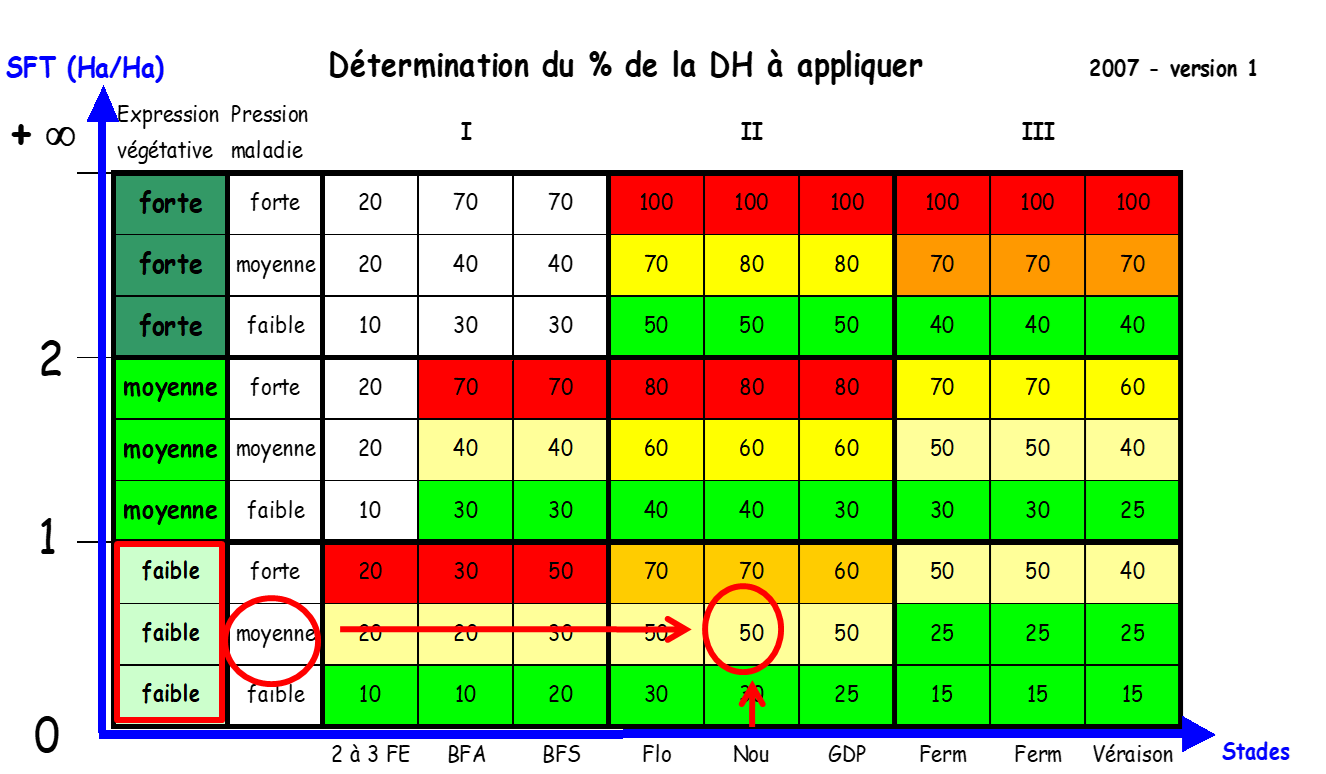 SFT (Ha/Ha)
Détermination du % de la DH à appliquer
2007 - version 1
+ ∞
Expression végétative
Pression maladie
I II III
forte forte 20 70 70 100 100 100 100 100 100
forte moyenne 20 40 40 70 80 80 70 70 70
forte faible 10 30 30 50 50 50 40 40 40
2
moyenne forte 20 70 70 80 80 80 70 70 60
moyenne moyenne 20 40 40 60 60 60 50 50 40
moyenne faible 10 30 30 40 40 30 30 30 25
1
faible forte 20 30 50 70 70 60 50 50 40
faible moyenne 20 20 30 50 50 50 25 25 25
faible faible 10 10 20 30 30 25 15 15 15
0
2 à 3 FE BFA BFS Flo Nou GDP Ferm Ferm Véraison
Stades